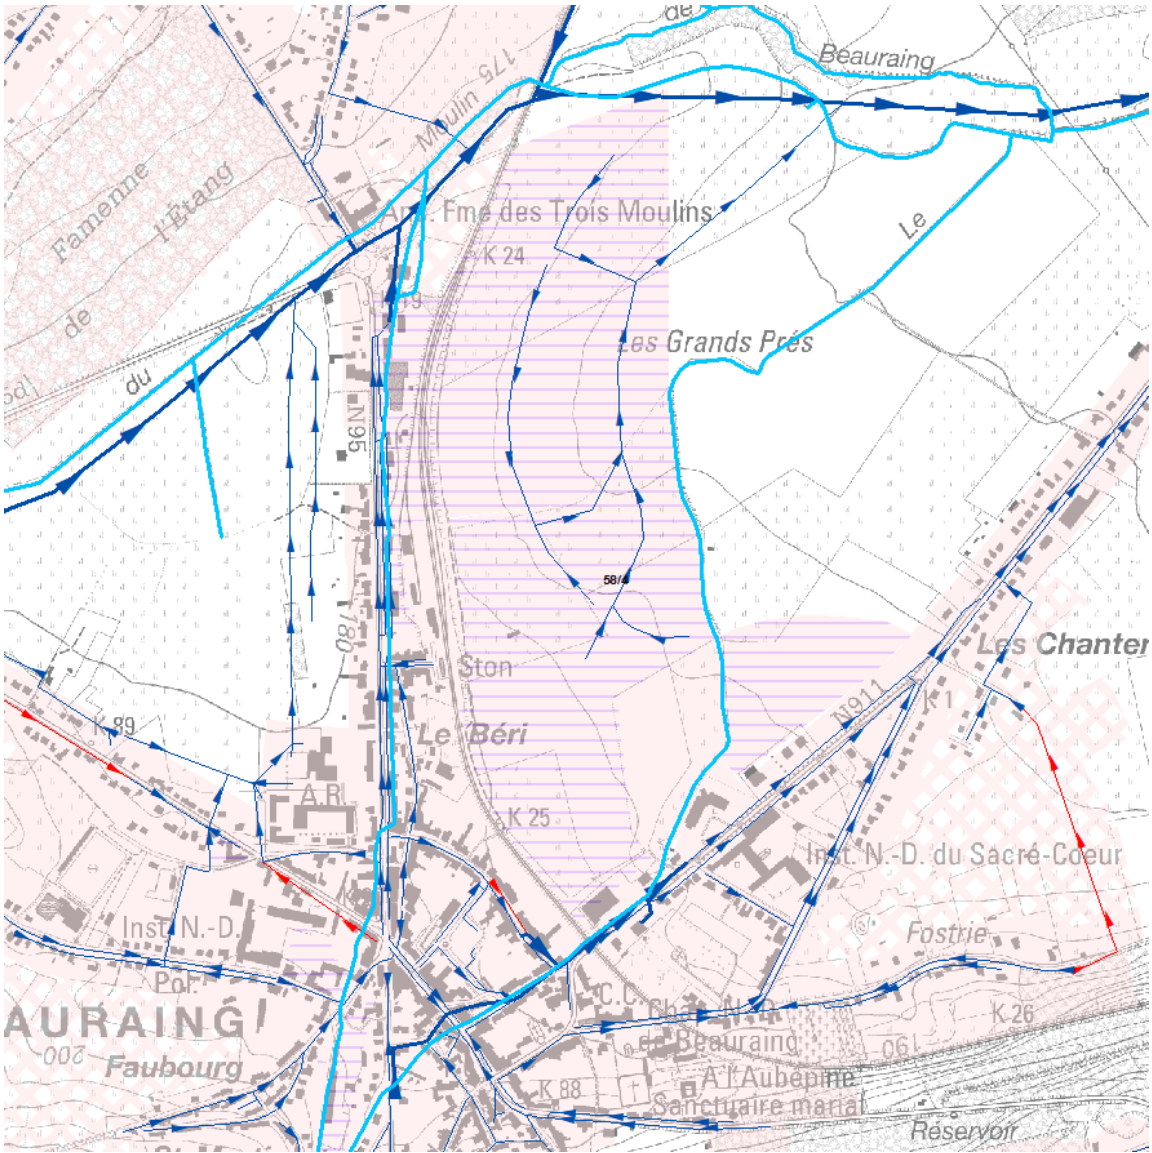 de
Beauraing
175
Moulin
Famenne
l'Étang
de
Anc. Fme des Trois Moulins
Le
K 24
Les Grands Prés
du
N95
58/4
180
Les Chanter
Ston
N911
K 1
K 89
Le Béri
A.R.
K 25
Inst. N.-D. du Sacré-Coeur
Inst. N.-D.
Fostrie
Pol.
AURAING
C.C.
K 26
de Beauraing
190
200
Faubourg
K 88
A l'Aubépine
Sanctuaire marial
Réservoir